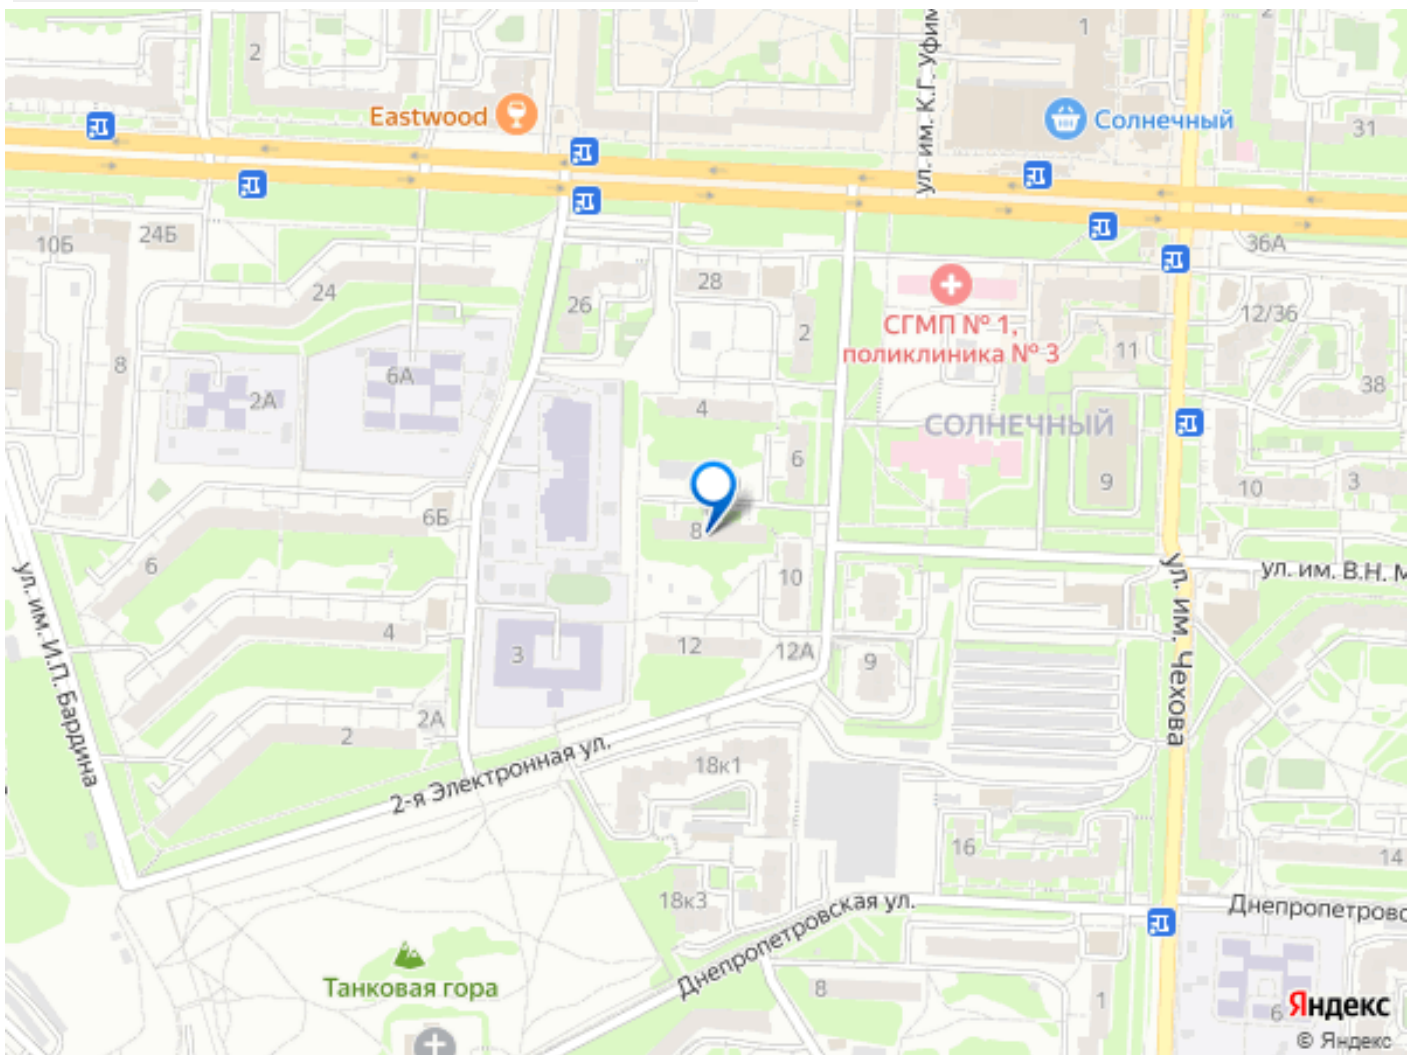 2
1
2
ул. им. К.Г. Уфим
Eastwood
Солнечный
31
10Б
24Б
36А
24
26
28
2
12/36
СГМП № 1,
поликлиника № 3
11
8
2А
6А
4
38
СОЛНЕЧНЫЙ
6
9
10
3
6Б
8
6
10
ул. им. В.Н. М
ул. им. И.П. Бардина
4
3
12
12А
9
ул. им. Чехова
2А
2
2-я Электронная ул.
18к1
16
14
18к3
Днепропетровская ул.
Днепропетровс
Танковая гора
8
1
6
Яндекс
© Яндекс